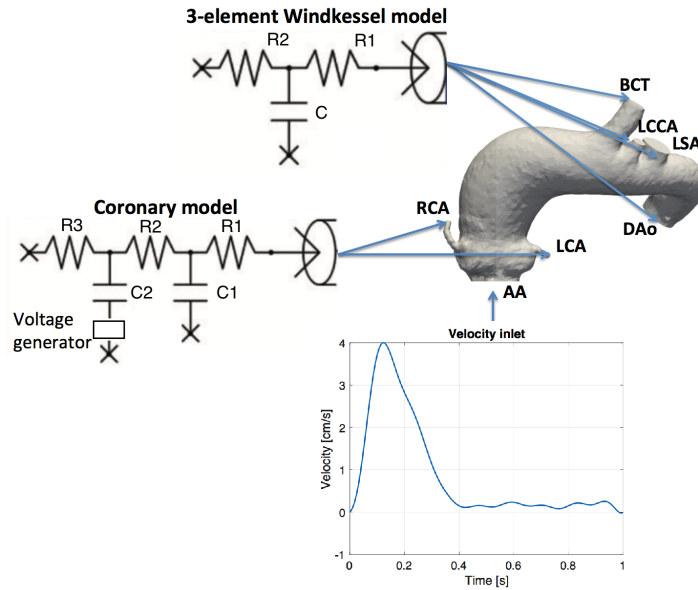 3-element Windkessel model
R2 R1
C
BCT
LCCA
LSA
DAo
Coronary model
R3 R2 R1
C2 C1
Voltage
generator
RCA
LCA
AA
Velocity inlet
Velocity [cm/s]
4
3
2
1
0
-1
0 0.2 0.4 0.6 0.8 1
Time [s]